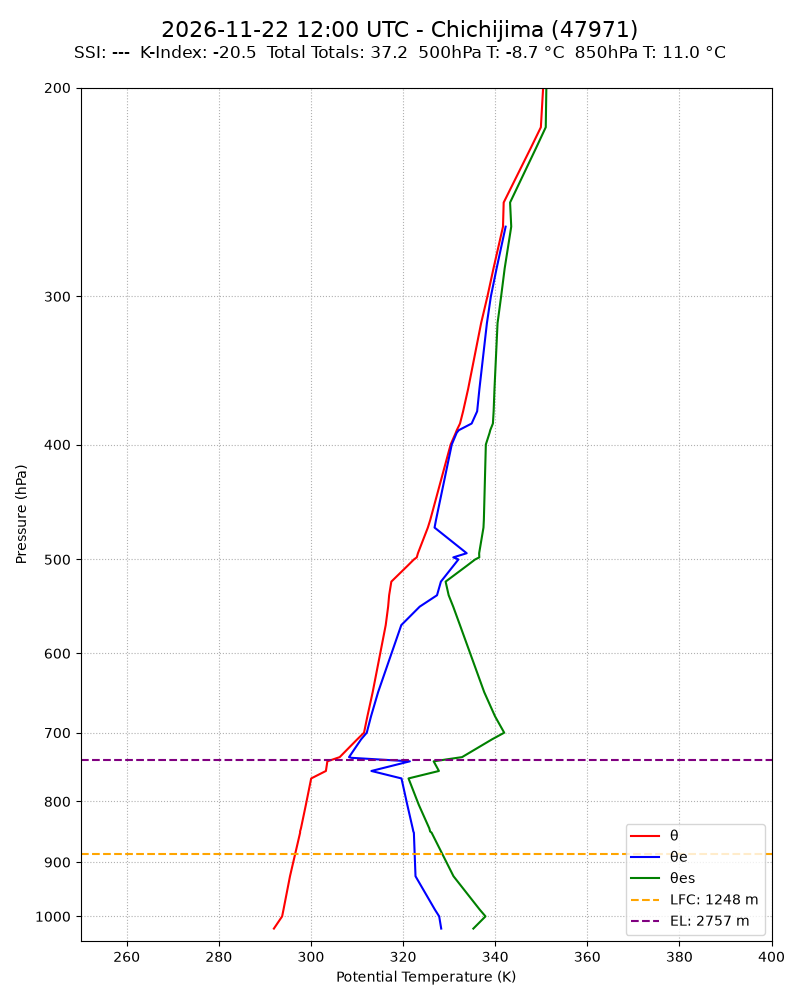 2026-11-22 12:00 UTC - Chichijima (47971)
SSI: --- K-Index: -20.5 Total Totals: 37.2 500hPa T: -8.7 °C 850hPa T: 11.0 °C
200
300
400
500
600
700
800
900
1000
Pressure (hPa)
260 280 300 320 340 360 380 400
Potential Temperature (K)
θ
θe
θes
LFC: 1248 m
EL: 2757 m